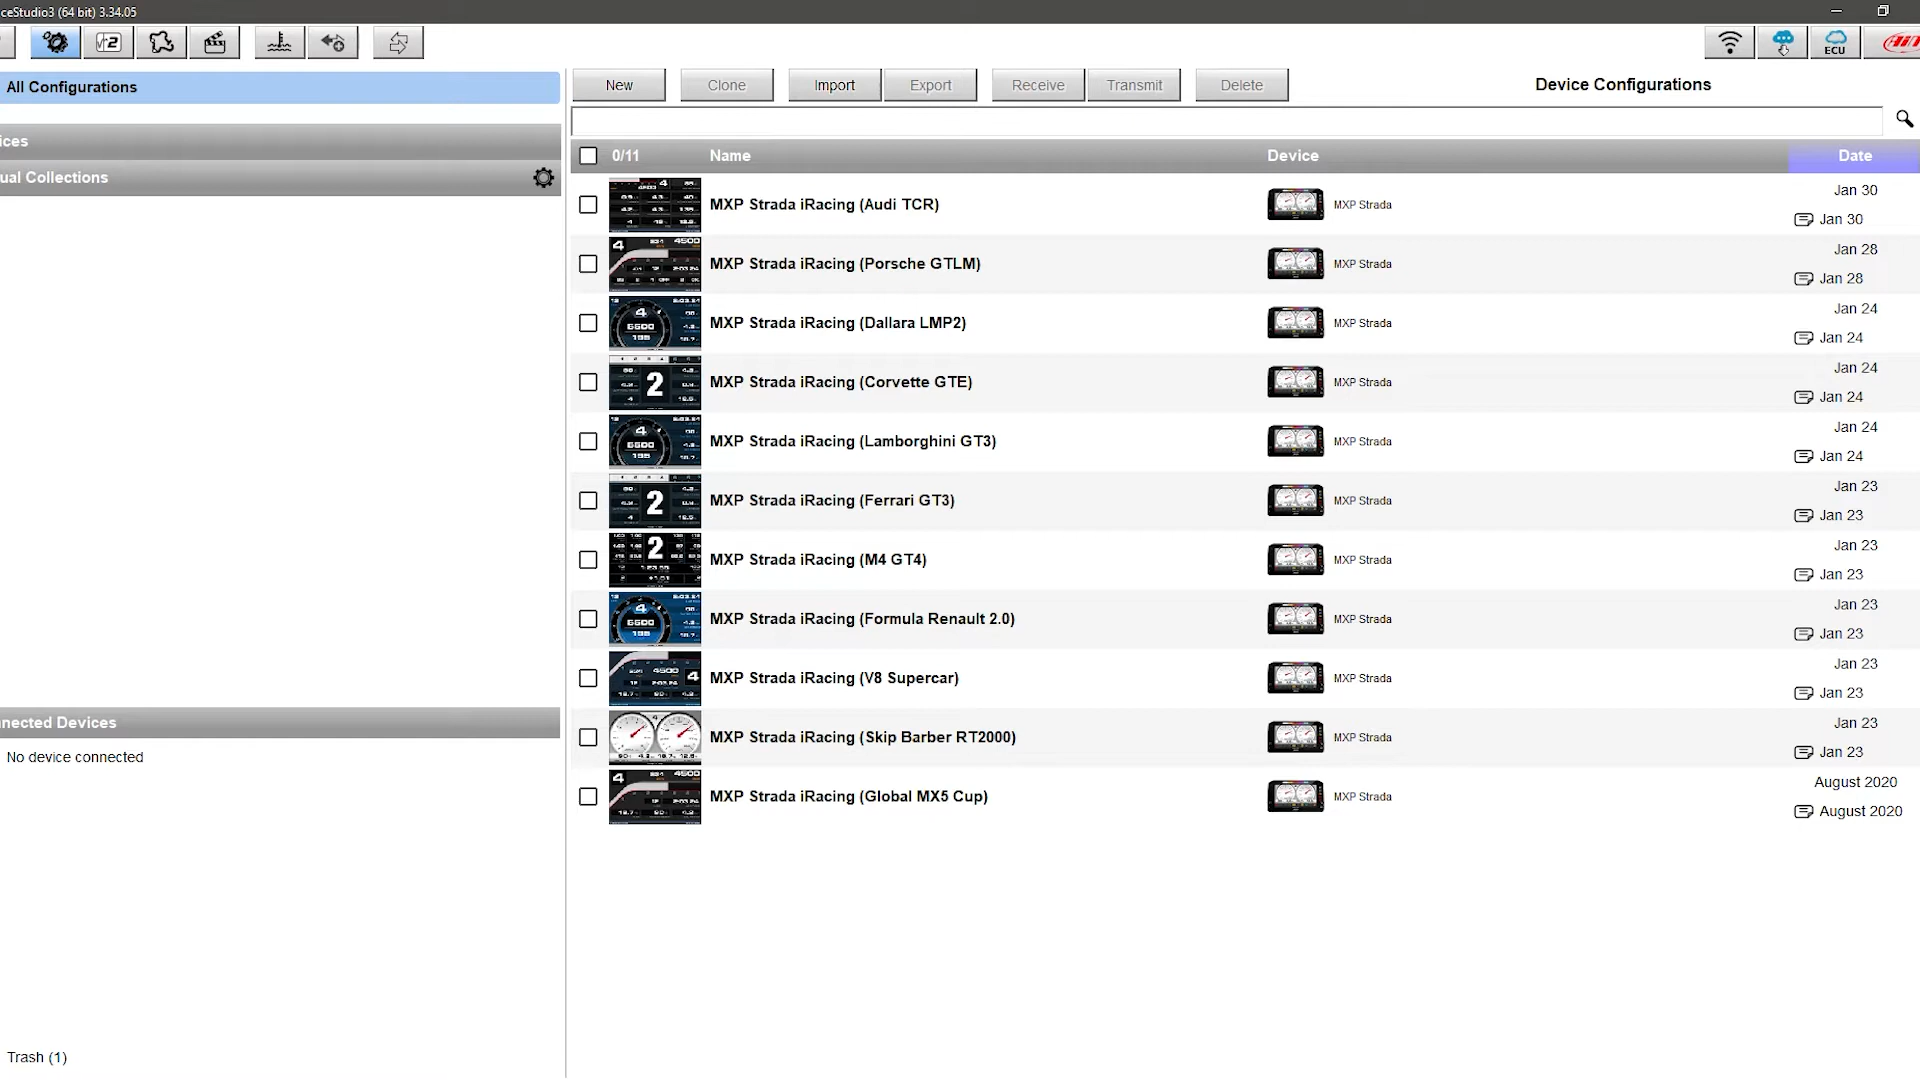 ceStudio3 (64 bit) 3.34.05
ECU
All Configurations
New Clone Import Export Receive Transmit Delete Device Configurations
ices
ual Collections
0/11 Name Device Date
MXP Strada iRacing (Audi TCR) MXP Strada Jan 30
Jan 30
MXP Strada iRacing (Porsche GTLM) MXP Strada Jan 28
Jan 28
MXP Strada iRacing (Dallara LMP2) MXP Strada Jan 24
Jan 24
MXP Strada iRacing (Corvette GTE) MXP Strada Jan 24
Jan 24
MXP Strada iRacing (Lamborghini GT3) MXP Strada Jan 24
Jan 24
MXP Strada iRacing (Ferrari GT3) MXP Strada Jan 23
Jan 23
MXP Strada iRacing (M4 GT4) MXP Strada Jan 23
Jan 23
MXP Strada iRacing (Formula Renault 2.0) MXP Strada Jan 23
Jan 23
MXP Strada iRacing (V8 Supercar) MXP Strada Jan 23
Jan 23
MXP Strada iRacing (Skip Barber RT2000) MXP Strada Jan 23
Jan 23
MXP Strada iRacing (Global MX5 Cup) MXP Strada August 2020
August 2020
nnected Devices
No device connected
Trash (1)